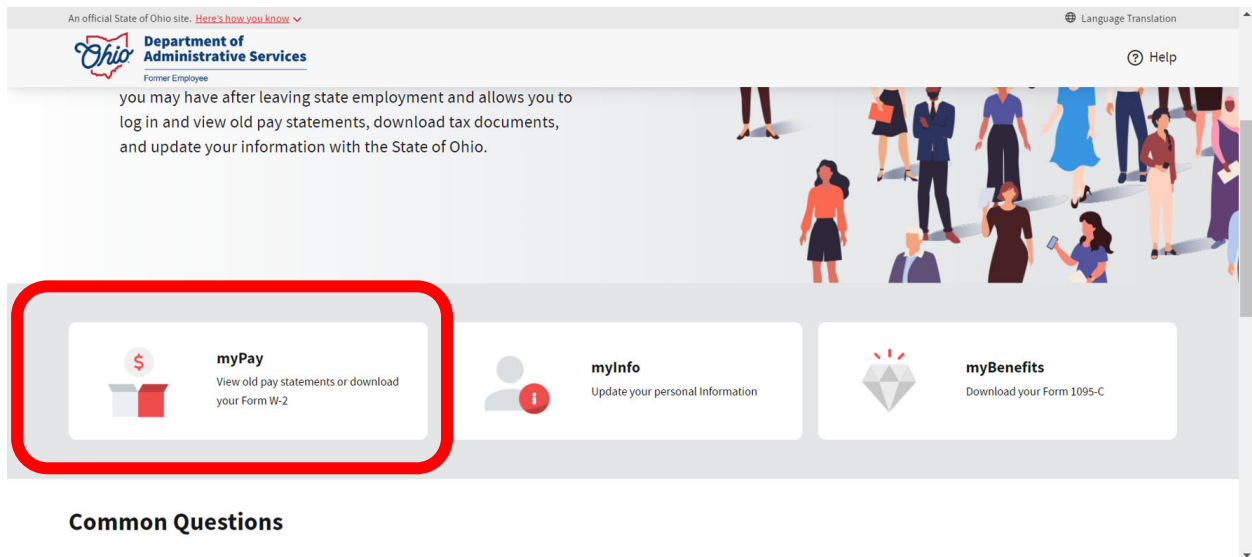 An official State of Ohio site. Here's how you know
Language Translation
Ohio
Department of
Administrative Services
Former Employee
Help
you may have after leaving state employment and allows you to
log in and view old pay statements, download tax documents,
and update your information with the State of Ohio.
$
myPay
View old pay statements or download
your Form W-2
i
myInfo
Update your personal Information
myBenefits
Download your Form 1095-C
Common Questions